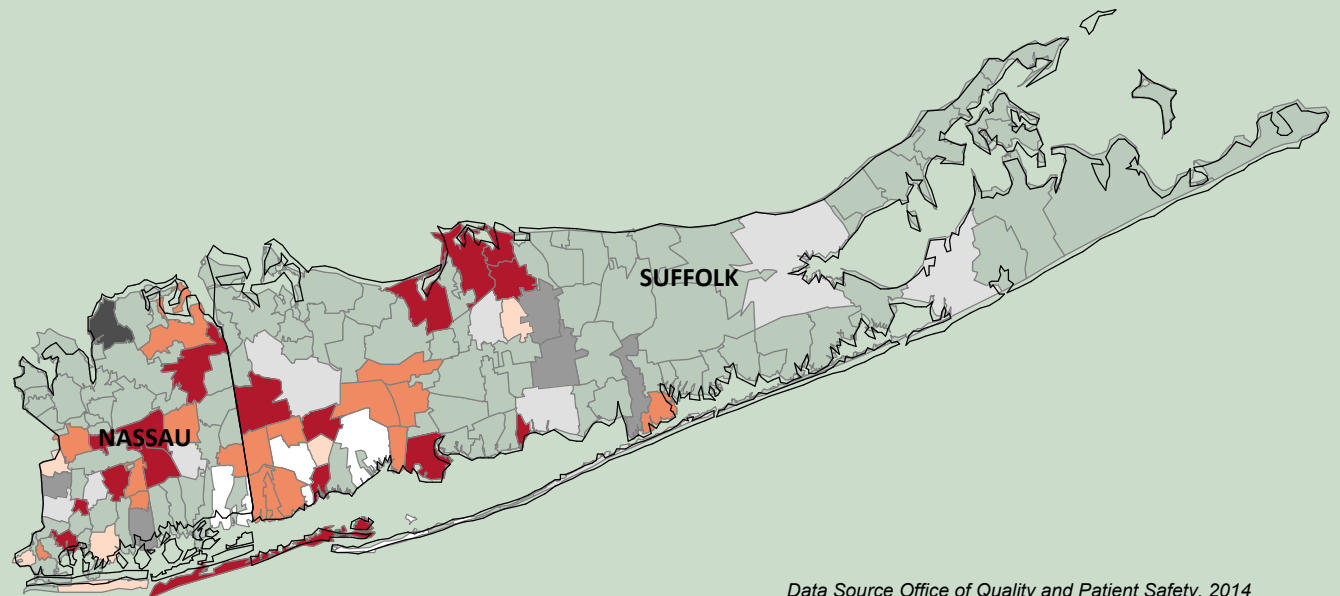 SUFFOLK
NASSAU
Data Source Office of Quality and Patient Safety, 2014